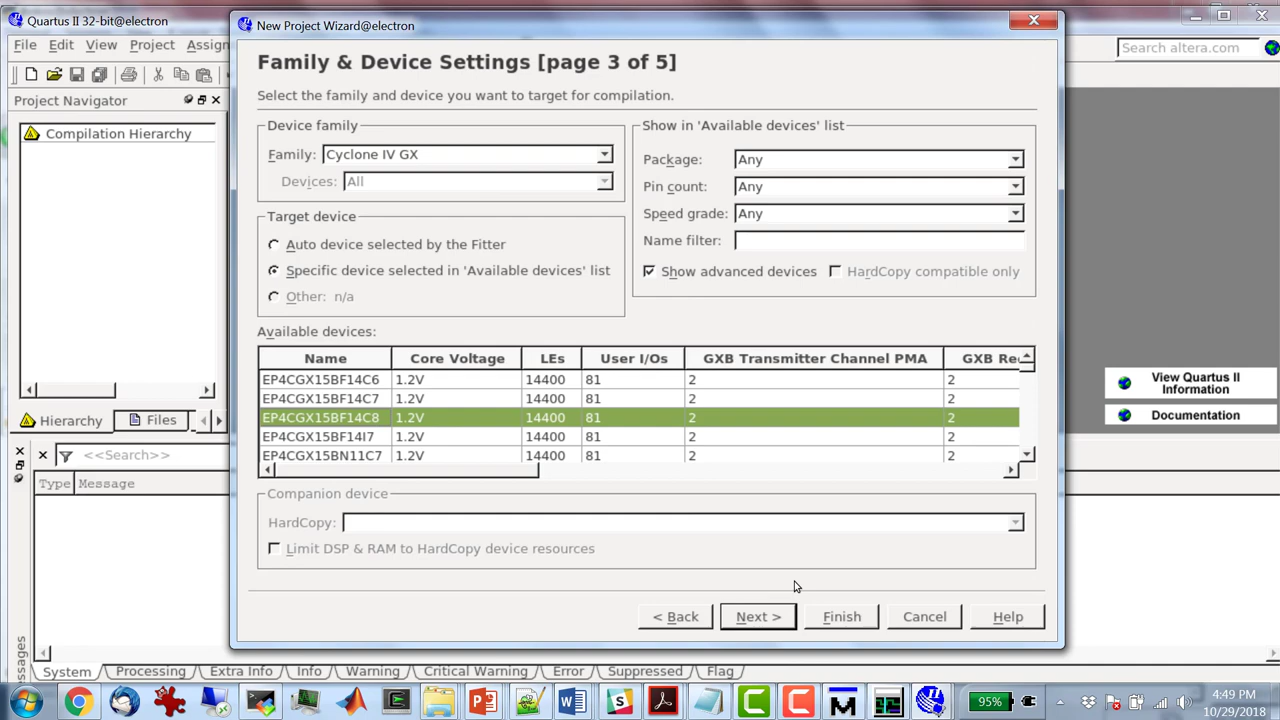 Quartus II 32-bit@electron
New Project Wizard@electron
File Edit View Project Assign
Search altera.com
Family & Device Settings [page 3 of 5]
Select the family and device you want to target for compilation.
Project Navigator
Compilation Hierarchy
Device family
Family: Cyclone IV GX
Devices: All
Show in 'Available devices' list
Package: Any
Pin count: Any
Speed grade: Any
Name filter:
Show advanced devices HardCopy compatible only
Target device
Auto device selected by the Fitter
Specific device selected in 'Available devices' list
Other: n/a
Available devices:
Name Core Voltage LEs User I/Os GXB Transmitter Channel PMA GXB Re
EP4CGX15BF14C6 1.2V 14400 81 2 2
EP4CGX15BF14C7 1.2V 14400 81 2 2
EP4CGX15BF14C8 1.2V 14400 81 2 2
EP4CGX15BF14I7 1.2V 14400 81 2 2
EP4CGX15BN11C7 1.2V 14400 81 2 2
View Quartus II
Information
Documentation
Hierarchy Files
<<Search>>
Type Message
Companion device
HardCopy:
Limit DSP & RAM to HardCopy device resources
< Back Next > Finish Cancel Help
System Processing Extra Info Info Warning Critical Warning Error Suppressed Flag
95%
4:49 PM
10/29/2018